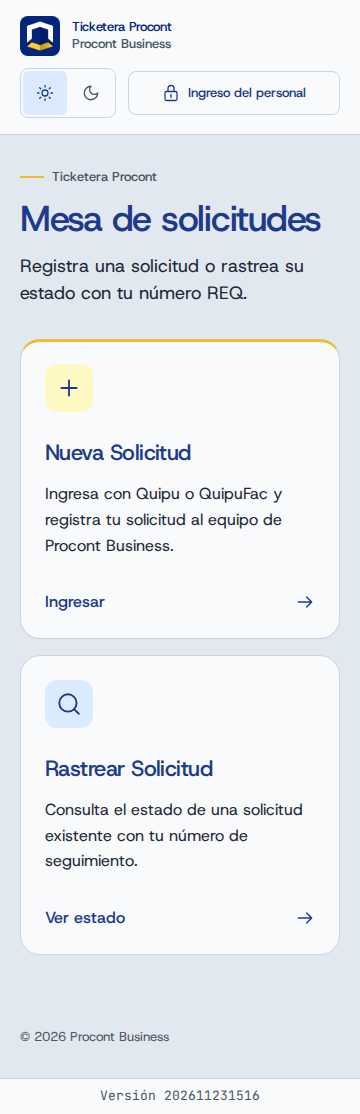 Ticketera Procont
Procont Business
Ingreso del personal
Ticketera Procont
Mesa de solicitudes
Registra una solicitud o rastrea su
estado con tu número REQ.
Nueva Solicitud
Ingresa con Quipu o QuipuFac y
registra tu solicitud al equipo de
Procont Business.
Ingresar
Rastrear Solicitud
Consulta el estado de una solicitud
existente con tu número de
seguimiento.
Ver estado
© 2026 Procont Business
Versión 202611231516